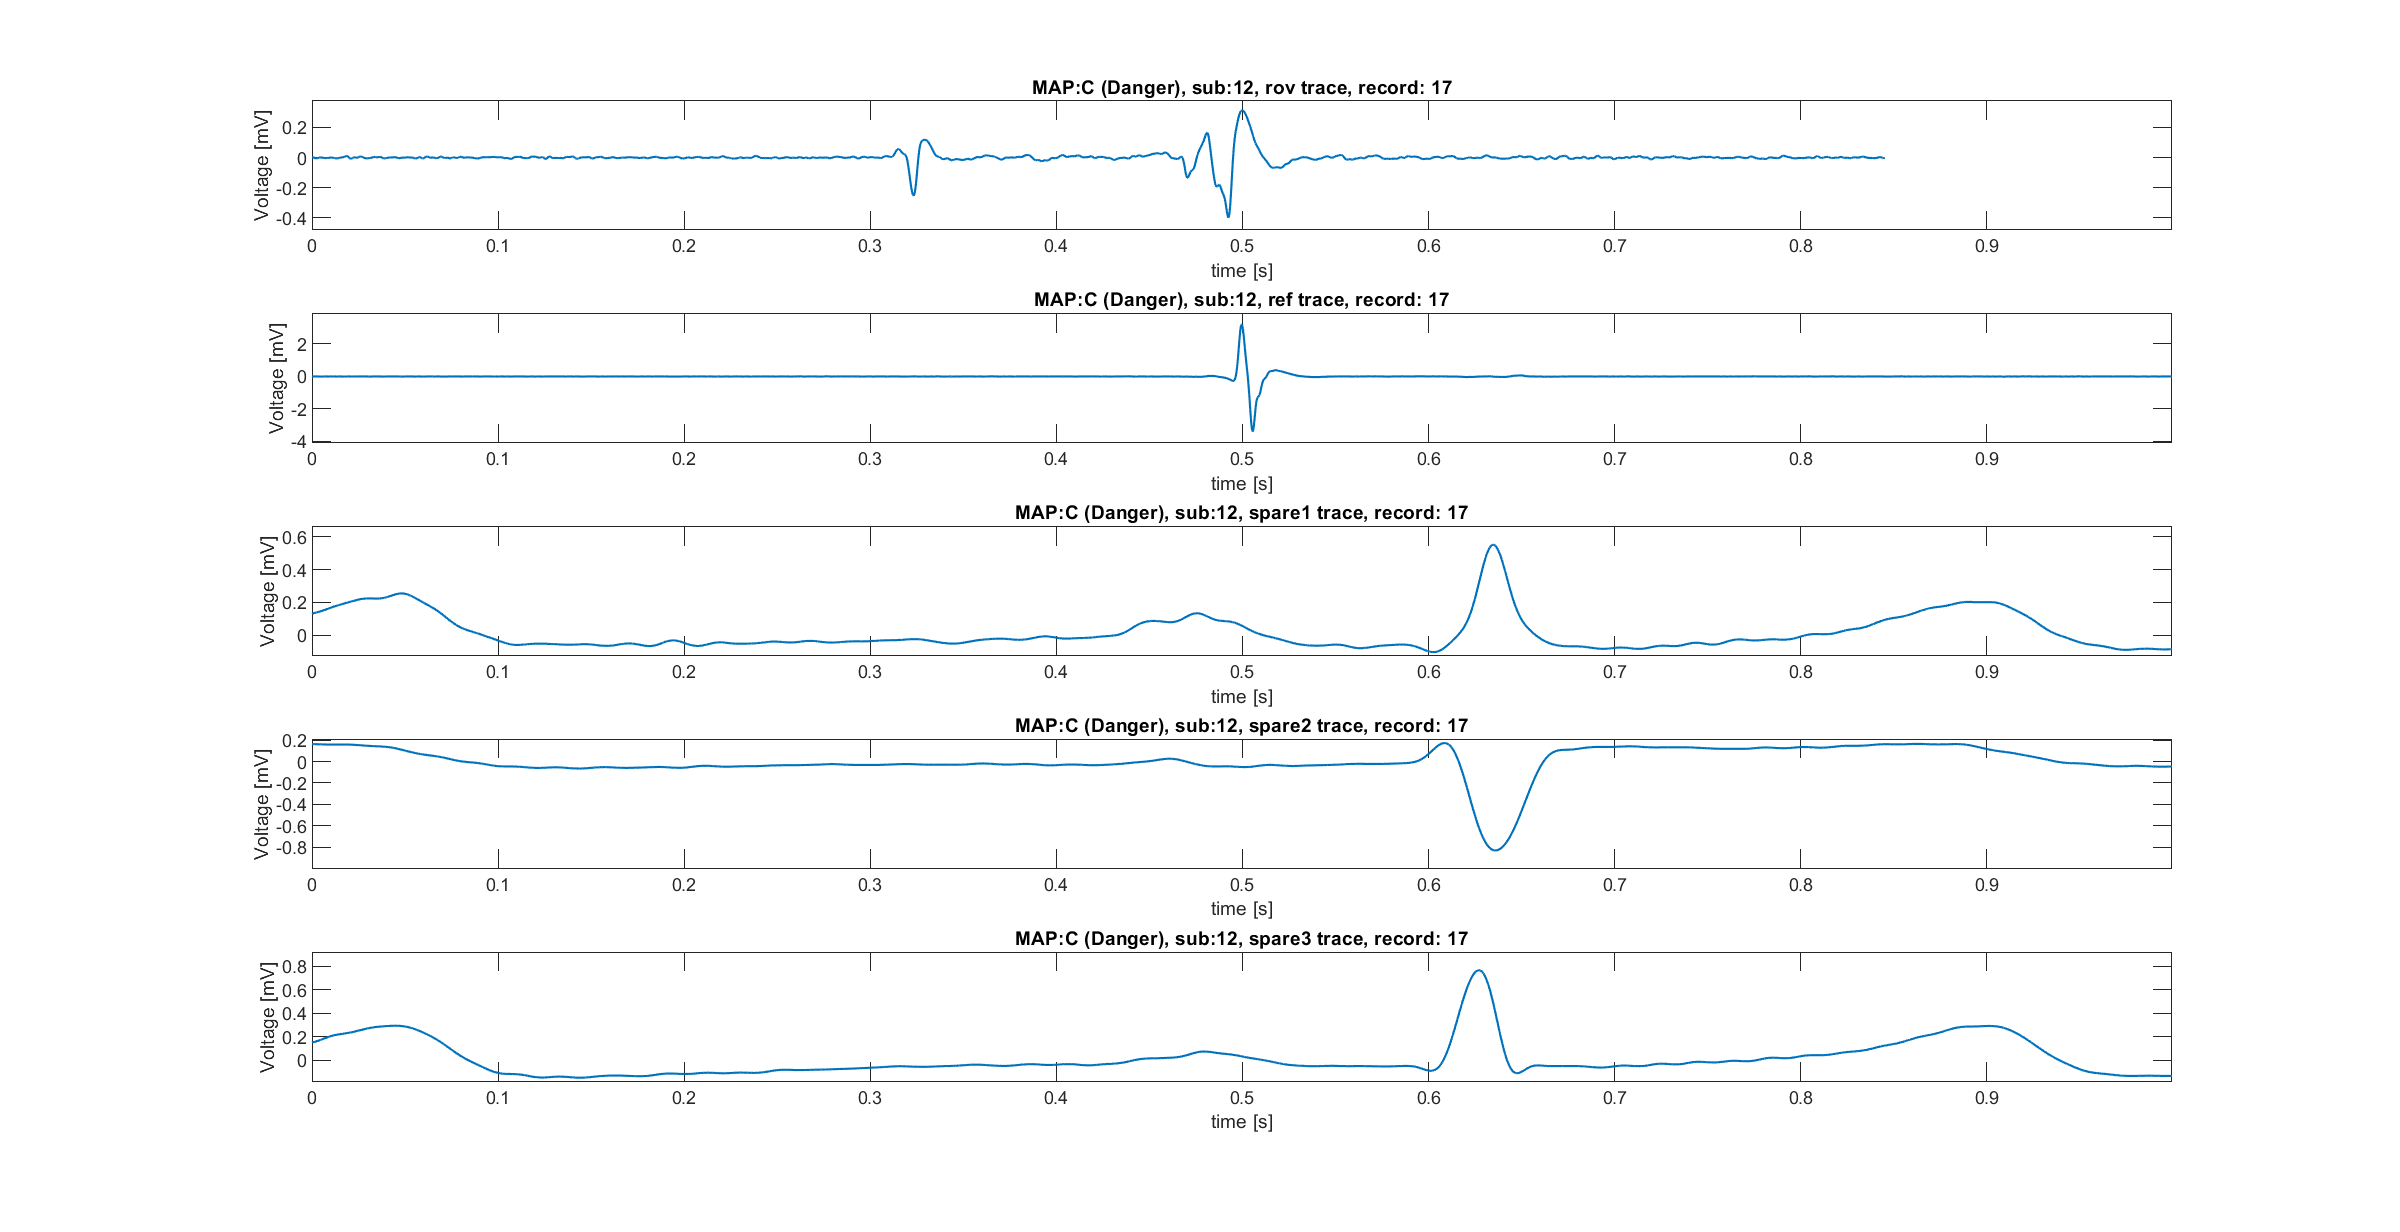 MAP:C (Danger), sub:12, rov trace, record: 17
Voltage [mV]
0.2
0
-0.2
-0.4
0 0.1 0.2 0.3 0.4 0.5 0.6 0.7 0.8 0.9
time [s]
MAP:C (Danger), sub:12, ref trace, record: 17
Voltage [mV]
2
0
-2
-4
0 0.1 0.2 0.3 0.4 0.5 0.6 0.7 0.8 0.9
time [s]
MAP:C (Danger), sub:12, spare1 trace, record: 17
Voltage [mV]
0.6
0.4
0.2
0
0 0.1 0.2 0.3 0.4 0.5 0.6 0.7 0.8 0.9
time [s]
MAP:C (Danger), sub:12, spare2 trace, record: 17
Voltage [mV]
0.2
0
-0.2
-0.4
-0.6
-0.8
0 0.1 0.2 0.3 0.4 0.5 0.6 0.7 0.8 0.9
time [s]
MAP:C (Danger), sub:12, spare3 trace, record: 17
Voltage [mV]
0.8
0.6
0.4
0.2
0
0 0.1 0.2 0.3 0.4 0.5 0.6 0.7 0.8 0.9
time [s]